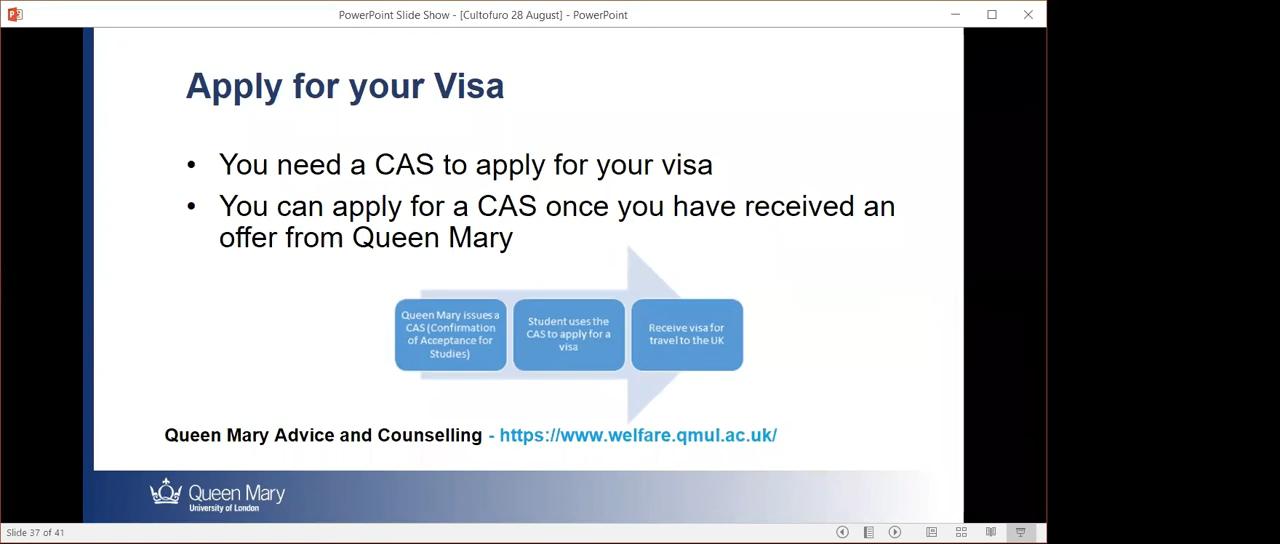 PowerPoint Slide Show - [Cultofuro 28 August] - PowerPoint
Apply for your Visa
• You need a CAS to apply for your visa
• You can apply for a CAS once you have received an
offer from Queen Mary
Queen Mary issues a
CAS (Confirmation
of Acceptance for
Studies)
Student uses the
CAS to apply for a
visa
Receive visa for
travel to the UK
Queen Mary Advice and Counselling - https://www.welfare.qmul.ac.uk/
Queen Mary
University of London
Slide 37 of 41